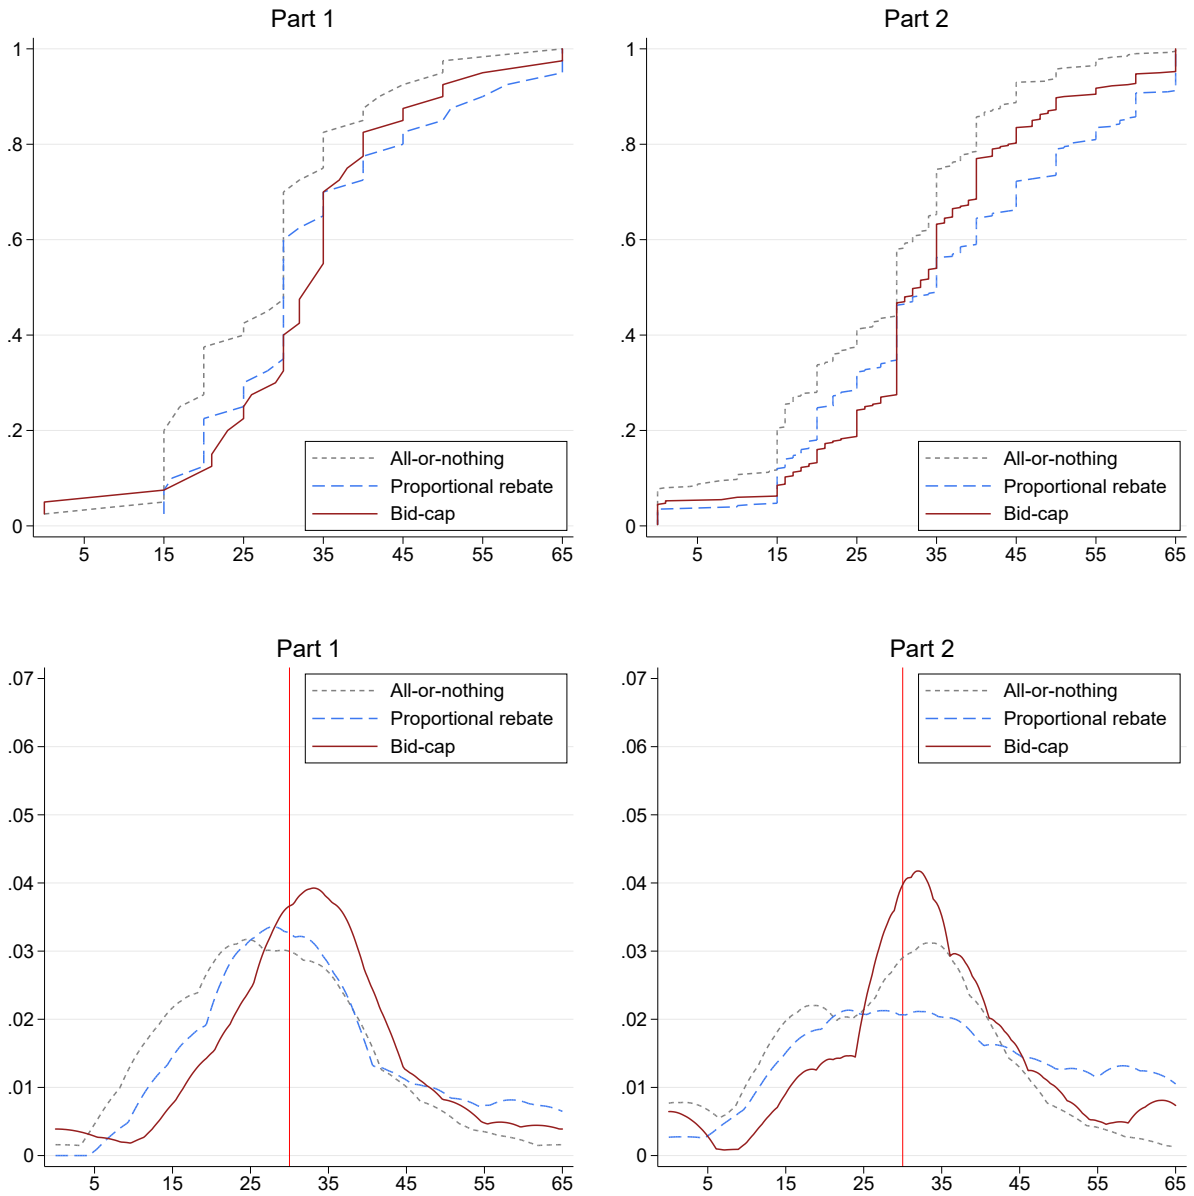 Part 1
1
.8
.6
.4
.2
0
All-or-nothing
Proportional rebate
Bid-cap
5 15 25 35 45 55 65
Part 2
1
.8
.6
.4
.2
0
All-or-nothing
Proportional rebate
Bid-cap
5 15 25 35 45 55 65
Part 1
.07
.06
.05
.04
.03
.02
.01
0
All-or-nothing
Proportional rebate
Bid-cap
5 15 25 35 45 55 65
Part 2
.07
.06
.05
.04
.03
.02
.01
0
All-or-nothing
Proportional rebate
Bid-cap
5 15 25 35 45 55 65